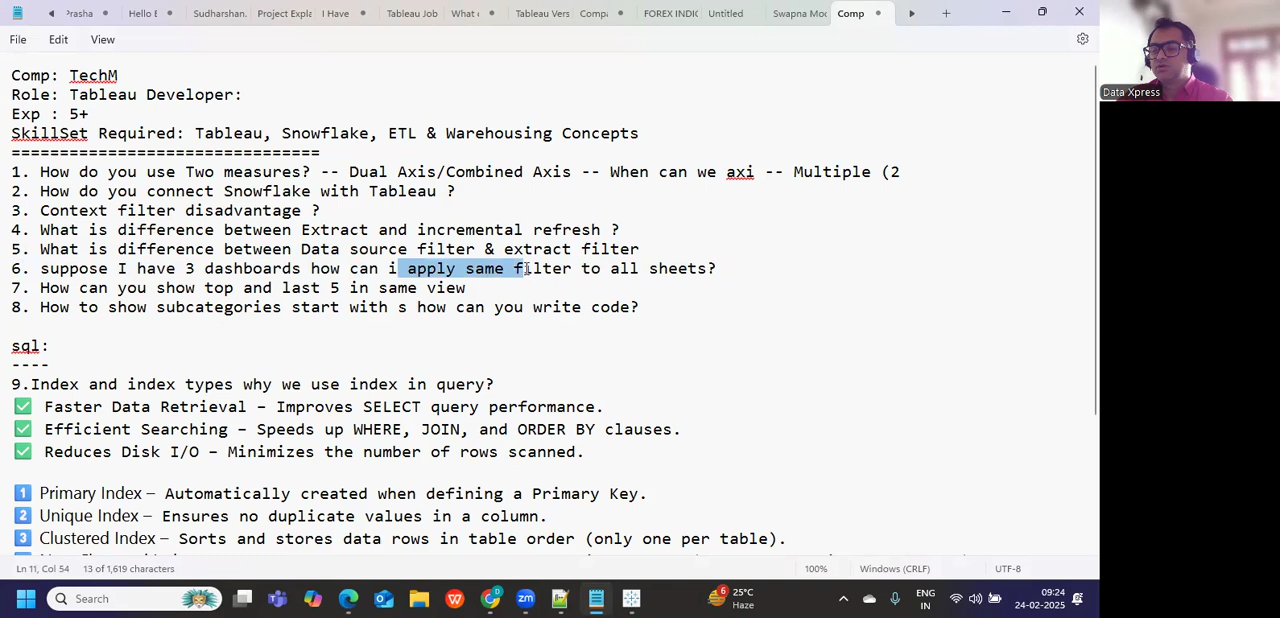 Prasha
Hello E
Sudharshan.
Project Expla
I Have
Tableau Job
What
Tableau Vers
Compa
FOREX INDIC
Untitled
Swapna Moc
Comp
File Edit View
Comp: TechM
Role: Tableau Developer:
Exp : 5+
SkillSet Required: Tableau, Snowflake, ETL & Warehousing Concepts
================================
1. How do you use Two measures? -- Dual Axis/Combined Axis -- When can we axi -- Multiple (2
2. How do you connect Snowflake with Tableau ?
3. Context filter disadvantage ?
4. What is difference between Extract and incremental refresh ?
5. What is difference between Data source filter & extract filter
6. suppose I have 3 dashboards how can i apply same filter to all sheets?
7. How can you show top and last 5 in same view
8. How to show subcategories start with s how can you write code?
sql:
----
9.Index and index types why we use index in query?
✅ Faster Data Retrieval – Improves SELECT query performance.
✅ Efficient Searching – Speeds up WHERE, JOIN, and ORDER BY clauses.
✅ Reduces Disk I/O – Minimizes the number of rows scanned.
1 Primary Index – Automatically created when defining a Primary Key.
2 Unique Index – Ensures no duplicate values in a column.
3 Clustered Index – Sorts and stores data rows in table order (only one per table).
Ln 11, Col 54 13 of 1,619 characters 100% Windows (CRLF) UTF-8
Search
6
25°C
Haze
ENG
IN
09:24
24-02-2025
Data Xpress